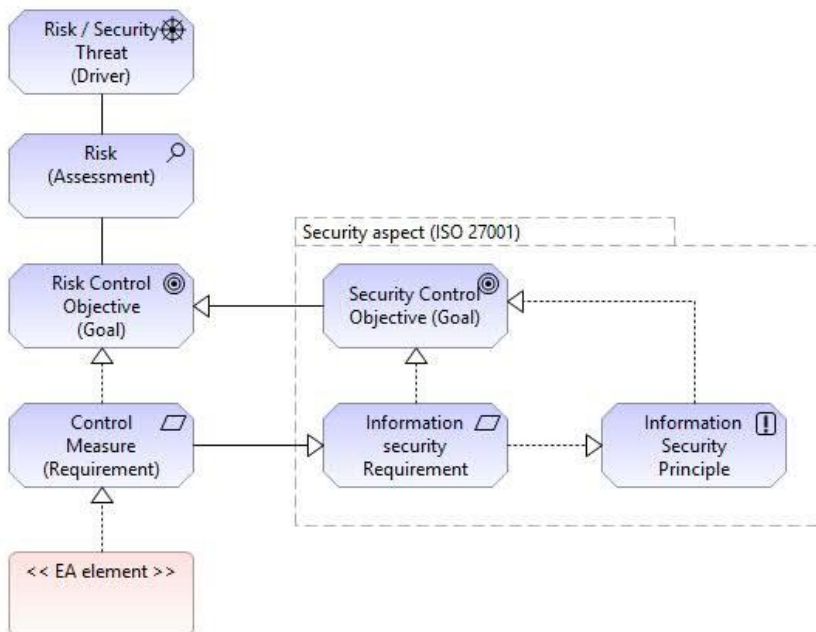 Risk / Security
Threat
(Driver)
Risk
(Assessment)
Security aspect (ISO 27001)
Risk Control
Objective
(Goal)
Security Control
Objective (Goal)
Control
Measure
(Requirement)
Information
security
Requirement
Information
Security
Principle
<< EA element >>